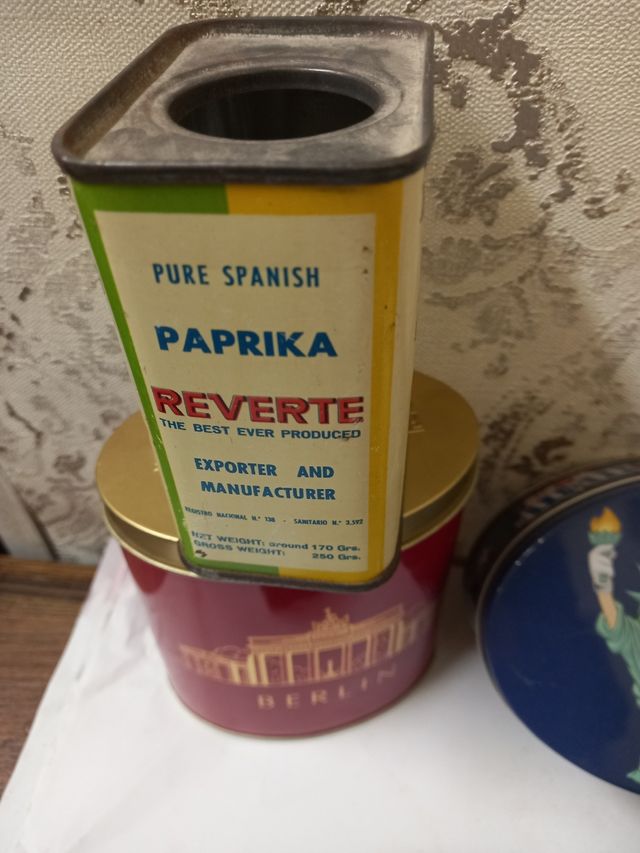 PURE SPANISH
PAPRIKA
REVERTE
THE BEST EVER PRODUCED
EXPORTER AND
MANUFACTURER
REGISTRO NACIONAL N.º 138 - SANITARIO N.º 3.592
NET WEIGHT: around 170 Grs.
GROSS WEIGHT: 250 Grs.
BERLIN